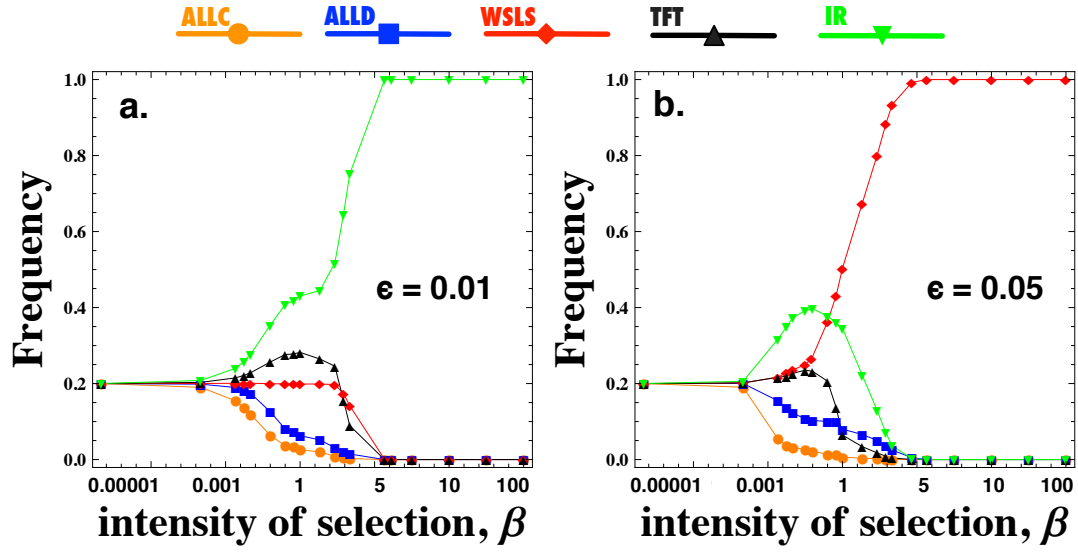 ALLC ALLD WSLS TFT IR
a. b.
1.0 1.0
0.8 0.8
0.6 0.6
ϵ = 0.01 ϵ = 0.05
0.4 0.4
0.2 0.2
0.0 0.0
Frequency Frequency
0.00001 0.001 1 5 10 100 0.00001 0.001 1 5 10 100
intensity of selection, β intensity of selection, β